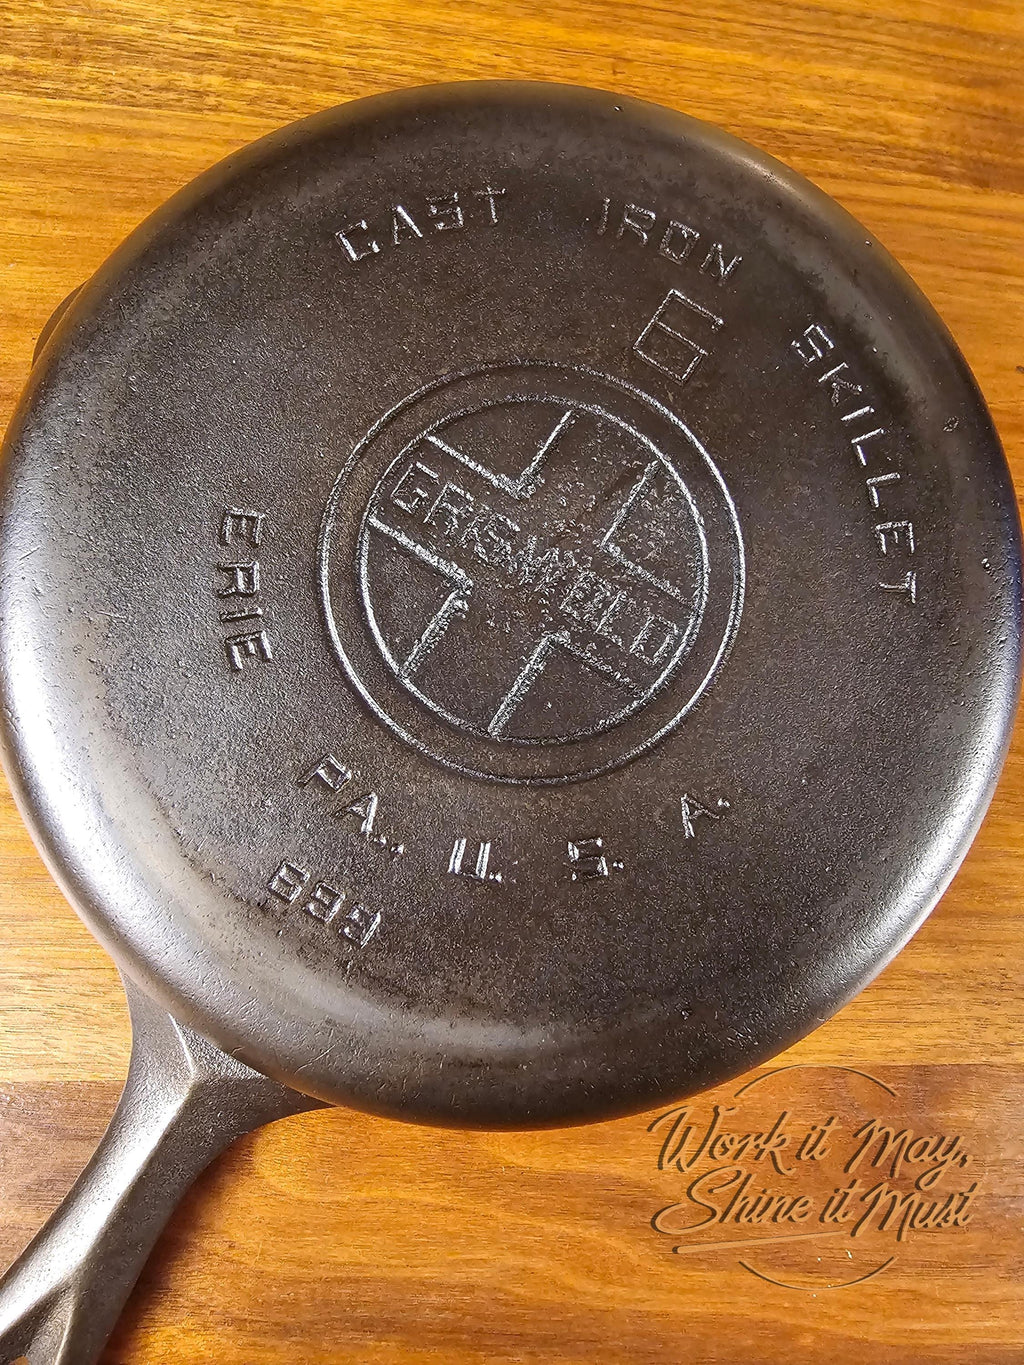 CAST IRON SKILLET
6
GRISWOLD
ERIE PA., U.S.A.
699
Work it May,
Shine it Must